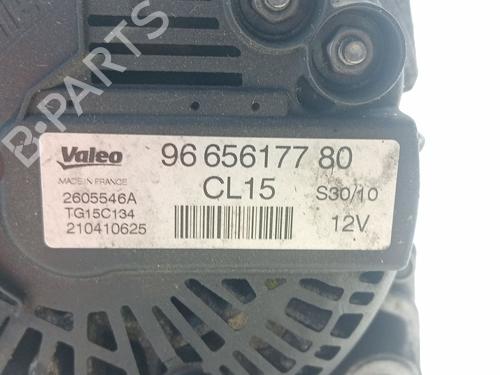 B-PARTS
Valeo
96 656177 80
MADE IN FRANCE
CL15
S30/10
2605546A
TG15C134
12V
210410625